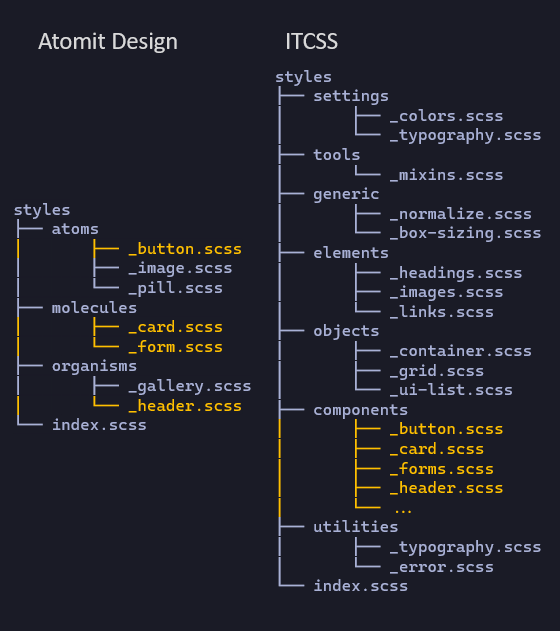 Atomit Design
styles
├── atoms
│ ├── _button.scss
│ ├── _image.scss
│ └── _pill.scss
├── molecules
│ ├── _card.scss
│ └── _form.scss
├── organisms
│ ├── _gallery.scss
│ └── _header.scss
└── index.scss
ITCSS
styles
├── settings
│ ├── _colors.scss
│ └── _typography.scss
├── tools
│ └── _mixins.scss
├── generic
│ ├── _normalize.scss
│ └── _box-sizing.scss
├── elements
│ ├── _headings.scss
│ ├── _images.scss
│ └── _links.scss
├── objects
│ ├── _container.scss
│ ├── _grid.scss
│ └── _ui-list.scss
├── components
│ ├── _button.scss
│ ├── _card.scss
│ ├── _forms.scss
│ ├── _header.scss
│ └── ...
├── utilities
│ ├── _typography.scss
│ └── _error.scss
└── index.scss